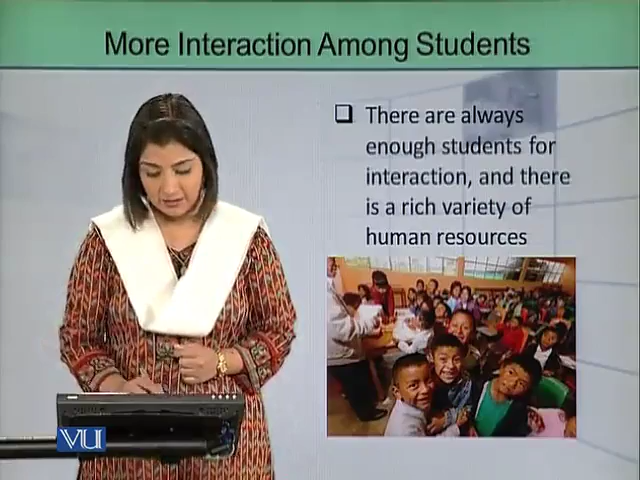 More Interaction Among Students
❑ There are always
enough students for
interaction, and there
is a rich variety of
human resources
VU